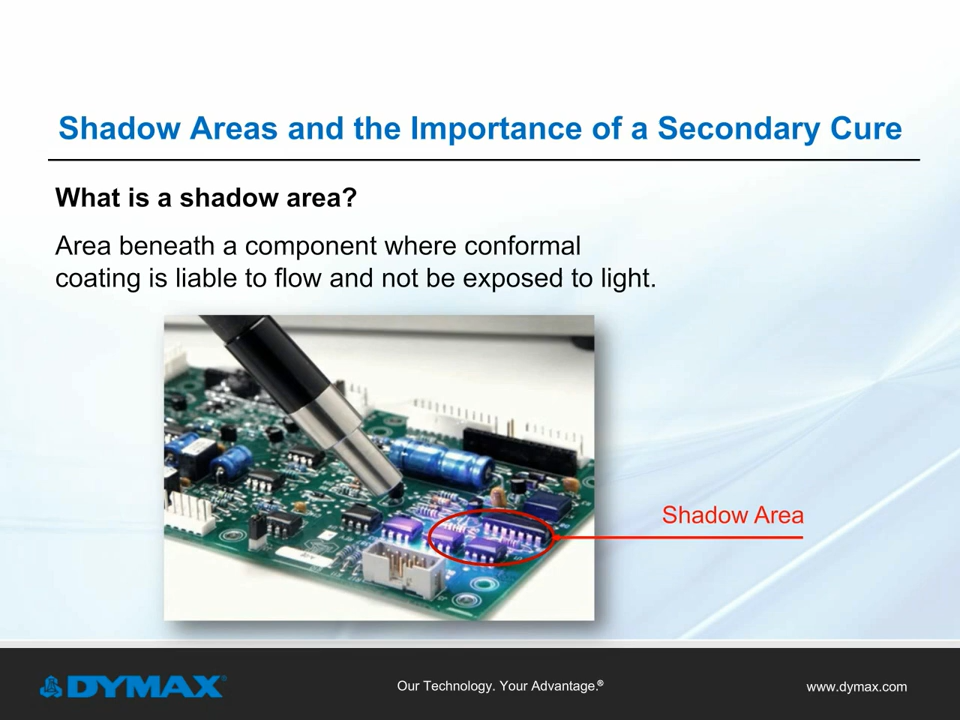 Shadow Areas and the Importance of a Secondary Cure
What is a shadow area?
Area beneath a component where conformal
coating is liable to flow and not be exposed to light.
Shadow Area
DYMAX®
Our Technology. Your Advantage.®
www.dymax.com